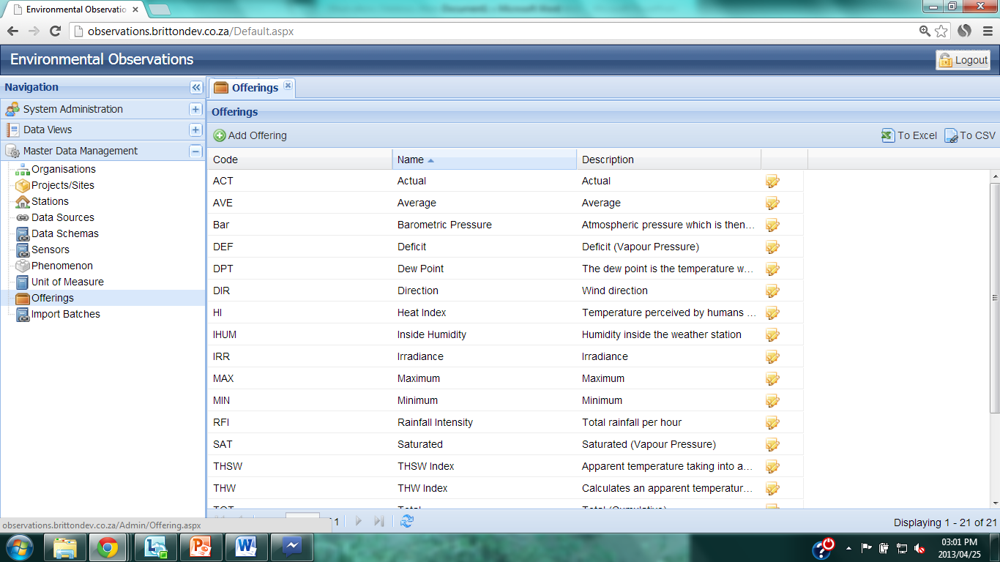 Environmental Observatio
observations.brittondev.co.za/Default.aspx
Environmental Observations
Logout
Navigation
System Administration
Data Views
Master Data Management
Organisations
Projects/Sites
Stations
Data Sources
Data Schemas
Sensors
Phenomenon
Unit of Measure
Offerings
Import Batches
Offerings
Offerings
Add Offering
To Excel
To CSV
Code Name Description
ACT Actual Actual
AVE Average Average
Bar Barometric Pressure Atmospheric pressure which is then...
DEF Deficit Deficit (Vapour Pressure)
DPT Dew Point The dew point is the temperature w...
DIR Direction Wind direction
HI Heat Index Temperature perceived by humans ...
IHUM Inside Humidity Humidity inside the weather station
IRR Irradiance Irradiance
MAX Maximum Maximum
MIN Minimum Minimum
RFI Rainfall Intensity Total rainfall per hour
SAT Saturated Saturated (Vapour Pressure)
THSW THSW Index Apparent temperature taking into a...
THW THW Index Calculates an apparent temperatur...
TOT Total Total (Cumulative)
1
Displaying 1 - 21 of 21
observations.brittondev.co.za/Admin/Offering.aspx
03:01 PM
2013/04/25